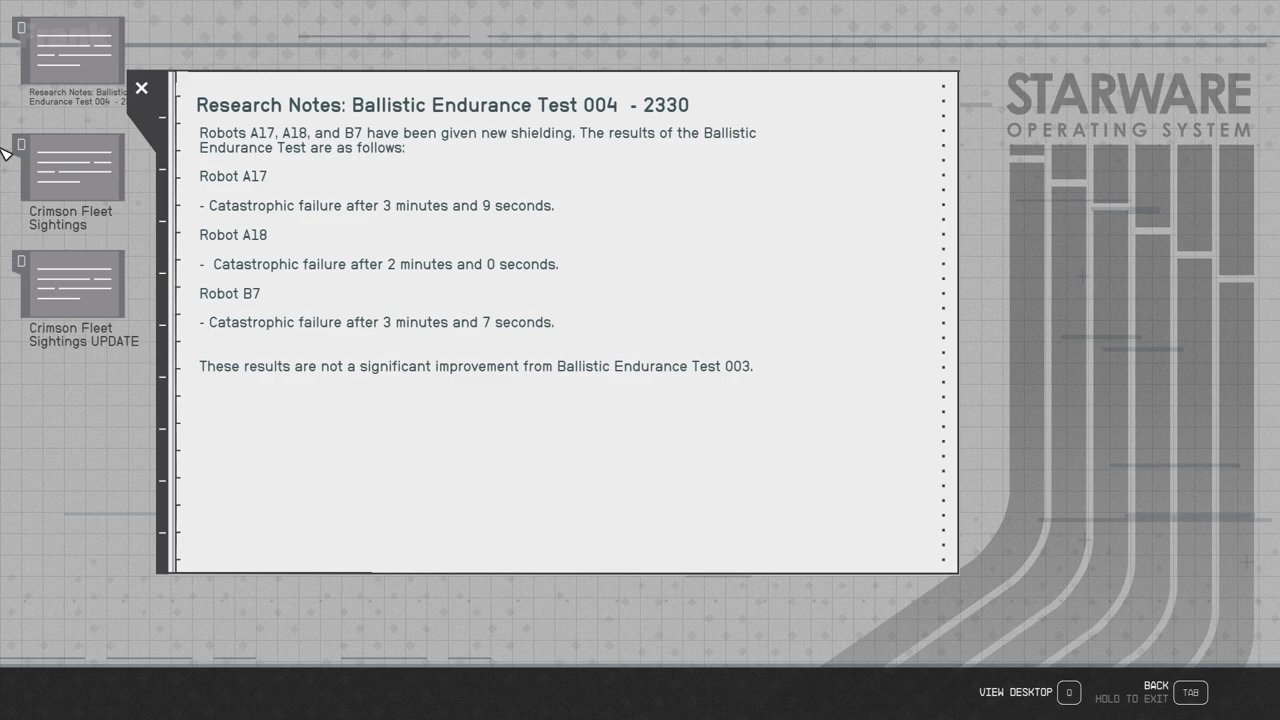 Research Notes: Ballistic
Endurance Test 004 - 2
Crimson Fleet
Sightings
Crimson Fleet
Sightings UPDATE
Research Notes: Ballistic Endurance Test 004 - 2330
Robots A17, A18, and B7 have been given new shielding. The results of the Ballistic
Endurance Test are as follows:
Robot A17
- Catastrophic failure after 3 minutes and 9 seconds.
Robot A18
- Catastrophic failure after 2 minutes and 0 seconds.
Robot B7
- Catastrophic failure after 3 minutes and 7 seconds.
These results are not a significant improvement from Ballistic Endurance Test 003.
STARWARE
OPERATING SYSTEM
VIEW DESKTOP Q
BACK TAB
HOLD TO EXIT